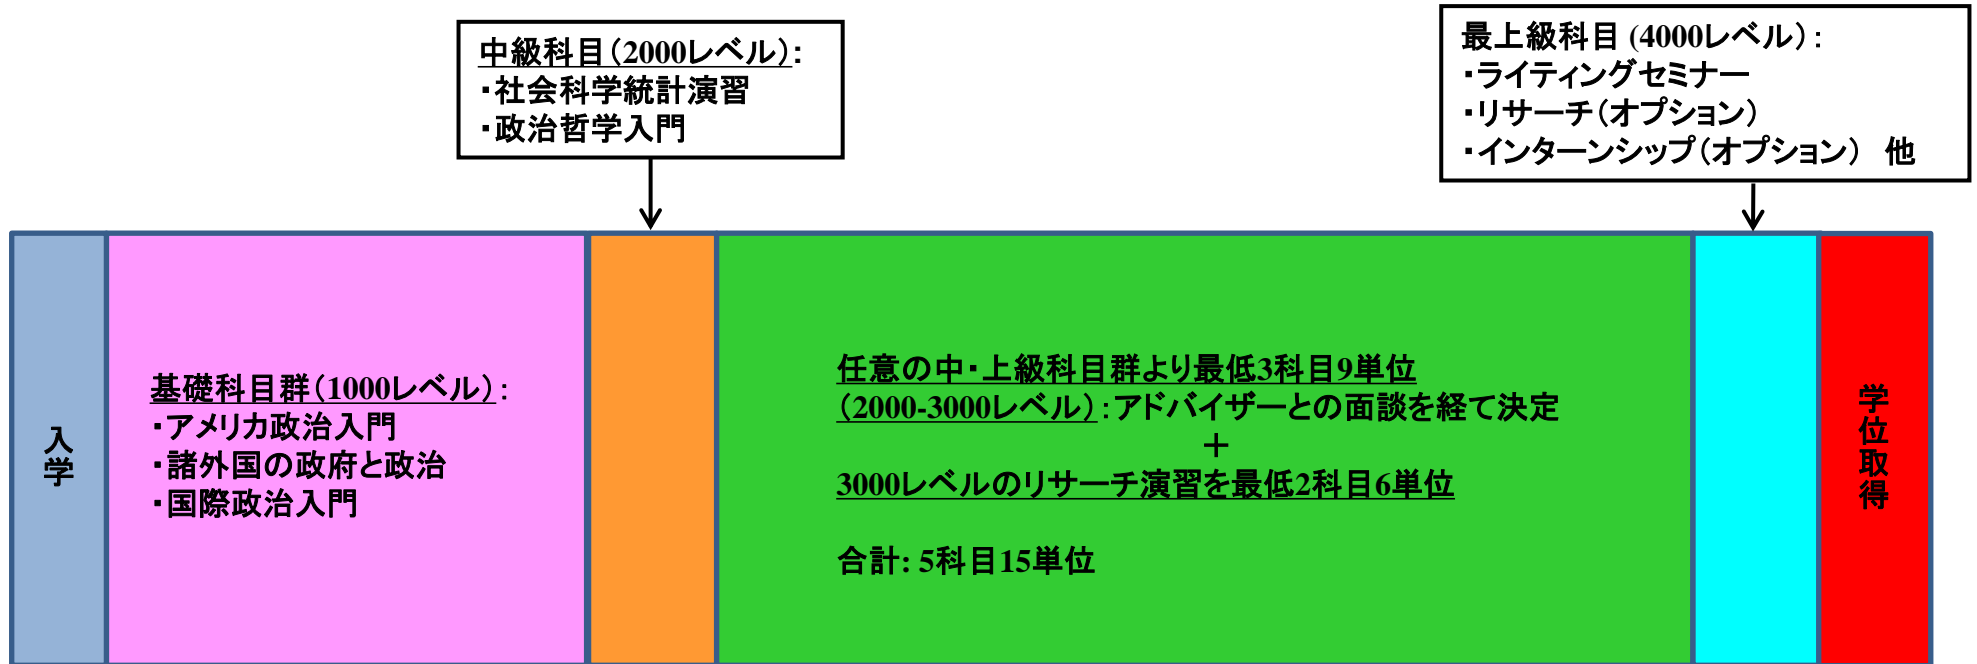 中級科目（2000レベル）：
・社会科学統計演習
・政治哲学入門
最上級科目 (4000レベル）：
・ライティングセミナー
・リサーチ（オプション）
・インターンシップ（オプション）　他
入学
基礎科目群（1000レベル）：
・アメリカ政治入門
・諸外国の政府と政治
・国際政治入門
任意の中・上級科目群より最低3科目9単位
（2000-3000レベル）：アドバイザーとの面談を経て決定
＋
3000レベルのリサーチ演習を最低2科目6単位
合計: 5科目15単位
学位取得